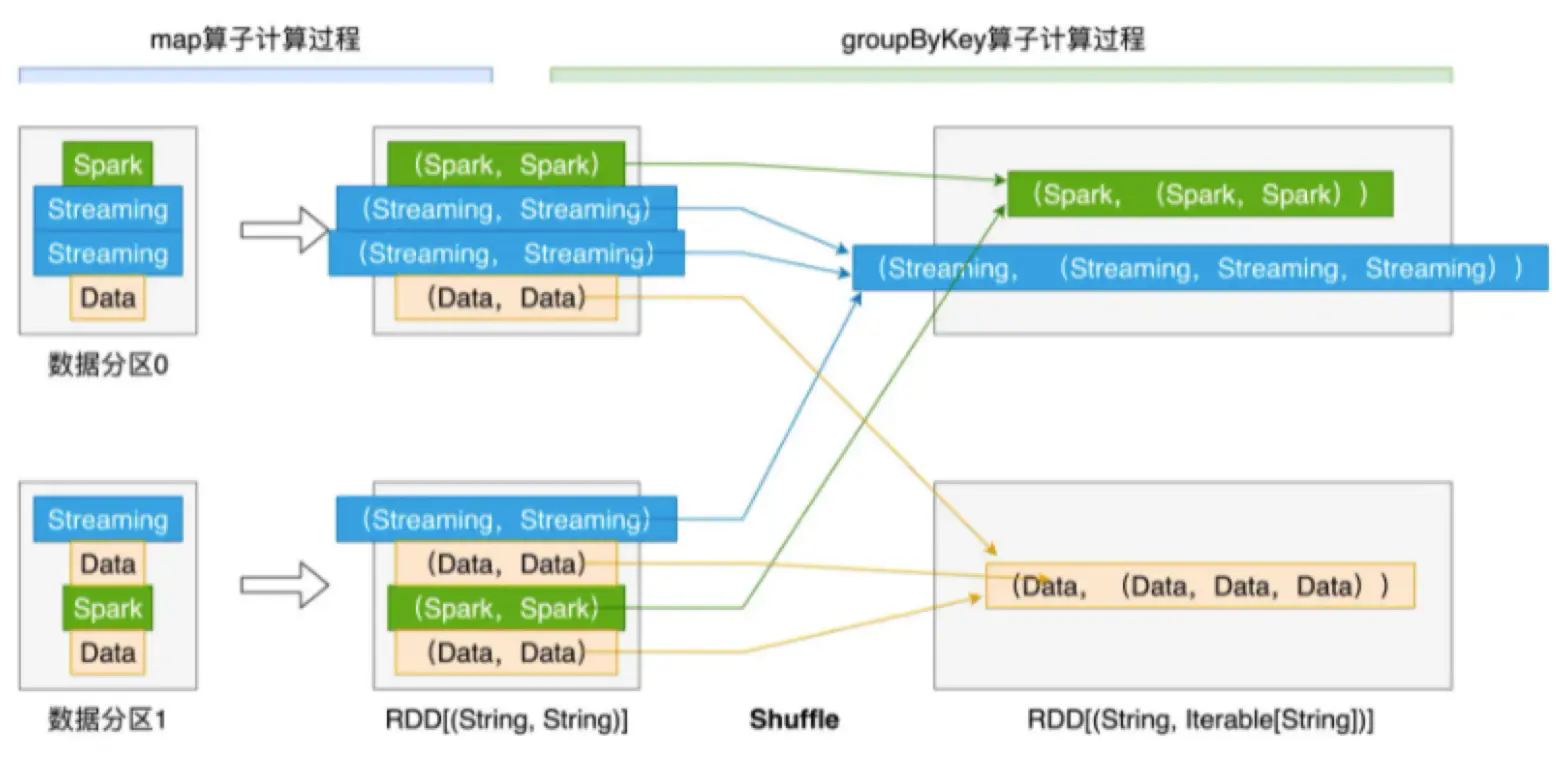 map算子计算过程
groupByKey算子计算过程
Spark
Streaming
Streaming
Data
数据分区0
(Spark, Spark)
(Streaming, Streaming)
(Streaming, Streaming)
(Data, Data)
(Spark, (Spark, Spark) )
(Streaming, (Streaming, Streaming, Streaming) )
Streaming
Data
Spark
Data
数据分区1
(Streaming, Streaming)
(Data, Data)
(Spark, Spark)
(Data, Data)
RDD[(String, String)]
Shuffle
(Data, (Data, Data, Data) )
RDD[(String, Iterable[String])]